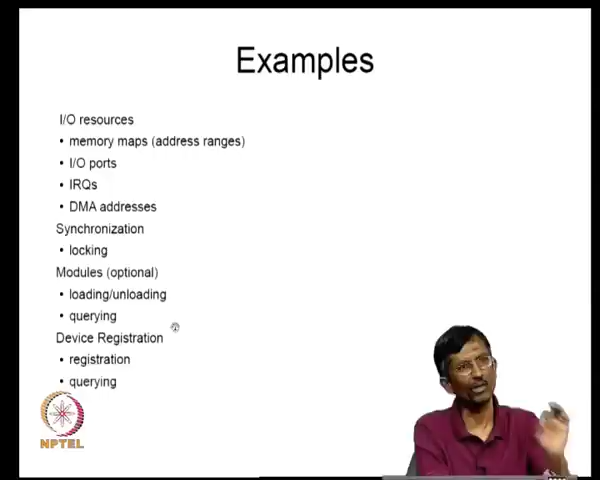 Examples
I/O resources
• memory maps (address ranges)
• I/O ports
• IRQs
• DMA addresses
Synchronization
• locking
Modules (optional)
• loading/unloading
• querying
Device Registration
• registration
• querying
NPTEL